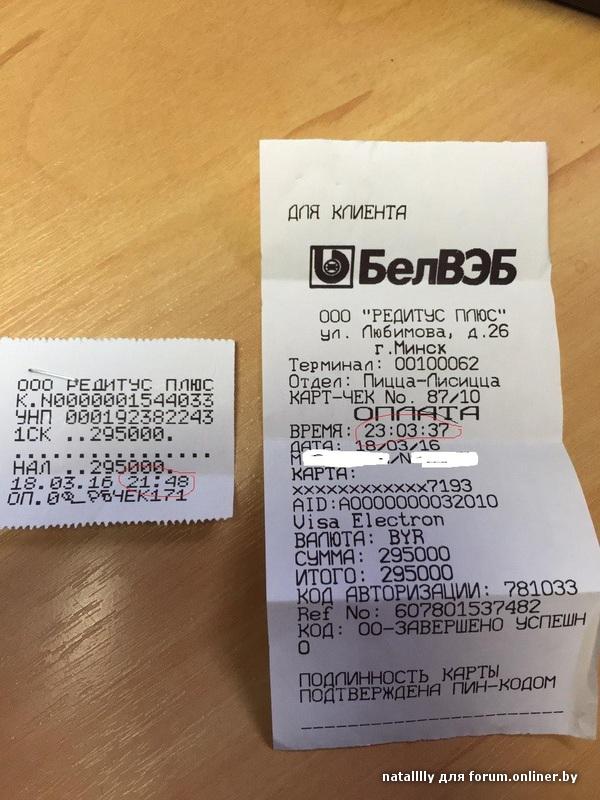 ООО РЕДИТУС ПЛЮС
К.N0000001544033
УНП 000192382243
1СК ..295000.
................
НАЛ ..295000.
18.03.16 21:48
ЧЕК171
ДЛЯ КЛИЕНТА
БелВЭБ
ООО "РЕДИТУС ПЛЮС"
ул. Любимова, д.26
г.Минск
Терминал: 00100062
Отдел: Пицца-Лисицца
КАРТ-ЧЕК No. 87/10
ОПЛАТА
ВРЕМЯ: 23:03:37
ДАТА: 18/03/16
КАРТА:
xxxxxxxxxxxx7193
AID:A0000000032010
Visa Electron
ВАЛЮТА: BYR
СУММА: 295000
ИТОГО: 295000
КОД АВТОРИЗАЦИИ: 781033
Ref No: 607801537482
КОД: 00-ЗАВЕРШЕНО УСПЕШН
О
ПОДЛИННОСТЬ КАРТЫ
ПОДТВЕРЖДЕНА ПИН-КОДОМ
natalllly для forum.onliner.by